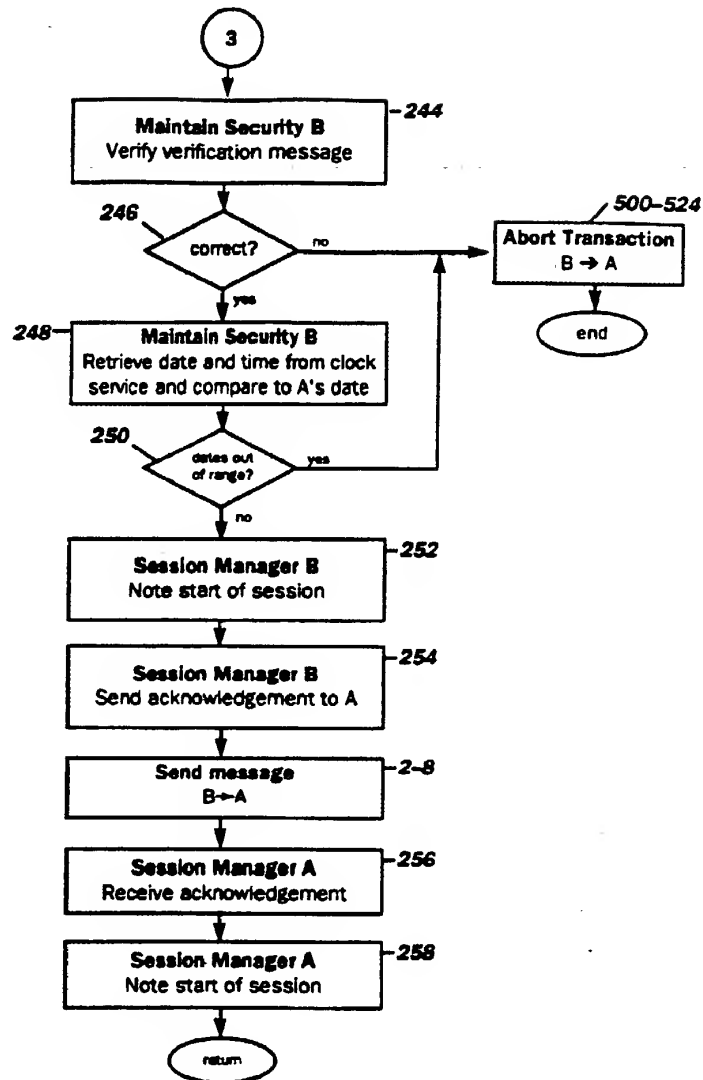 3
Maintain Security B
Verify verification message
244
246
correct?
no
yes
500-524
Abort Transaction
B → A
end
248
Maintain Security B
Retrieve date and time from clock
service and compare to A's date
250
dates out
of range?
yes
no
Session Manager B
Note start of session
252
Session Manager B
Send acknowledgement to A
254
Send message
B→A
2-8
Session Manager A
Receive acknowledgement
256
Session Manager A
Note start of session
258
return